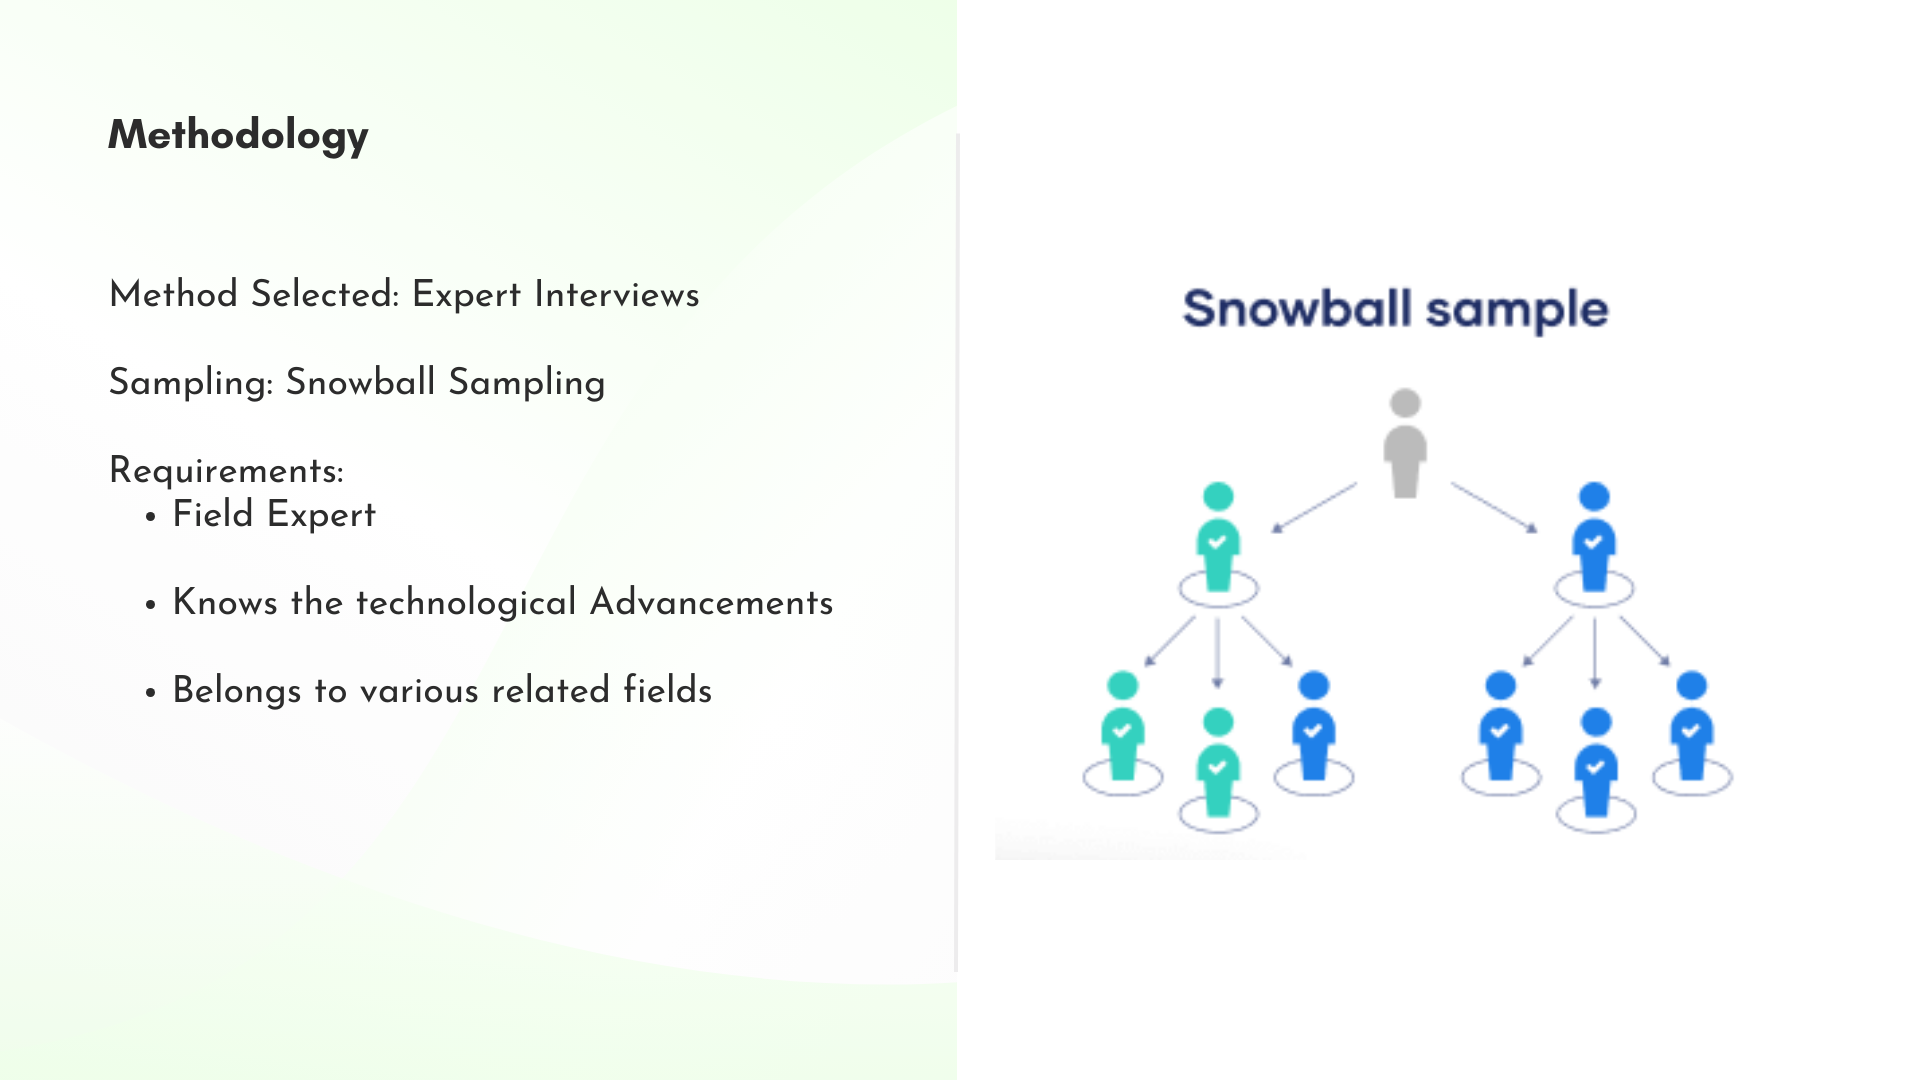 Methodology
Method Selected: Expert Interviews
Sampling: Snowball Sampling
Requirements:
• Field Expert
• Knows the technological Advancements
• Belongs to various related fields
Snowball sample